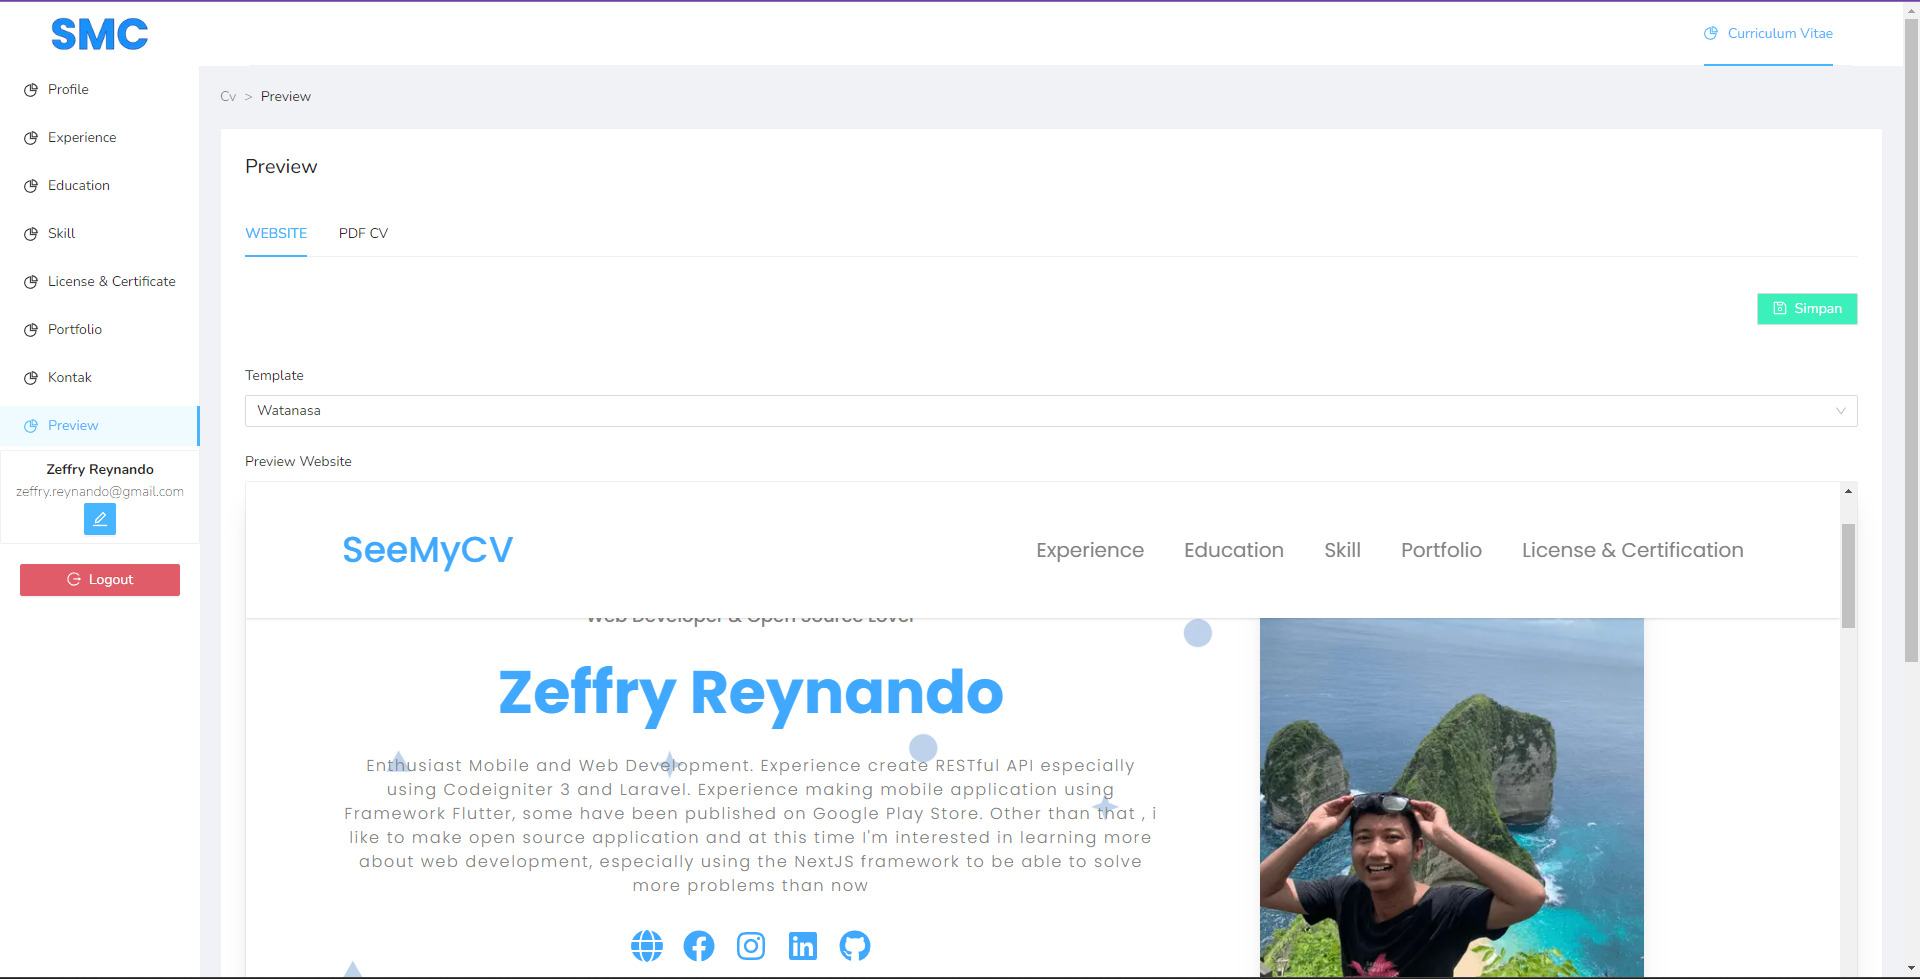 SMC
Curriculum Vitae
Profile
Experience
Education
Skill
License & Certificate
Portfolio
Kontak
Preview
Zeffry Reynando
zeffry.reynando@gmail.com
Logout
Cv > Preview
Preview
WEBSITE PDF CV
Simpan
Template
Watanasa
Preview Website
SeeMyCV
Experience Education Skill Portfolio License & Certification
Web Developer & Open Source Lover
Zeffry Reynando
Enthusiast Mobile and Web Development. Experience create RESTful API especially
using Codeigniter 3 and Laravel. Experience making mobile application using
Framework Flutter, some have been published on Google Play Store. Other than that , i
like to make open source application and at this time I'm interested in learning more
about web development, especially using the NextJS framework to be able to solve
more problems than now